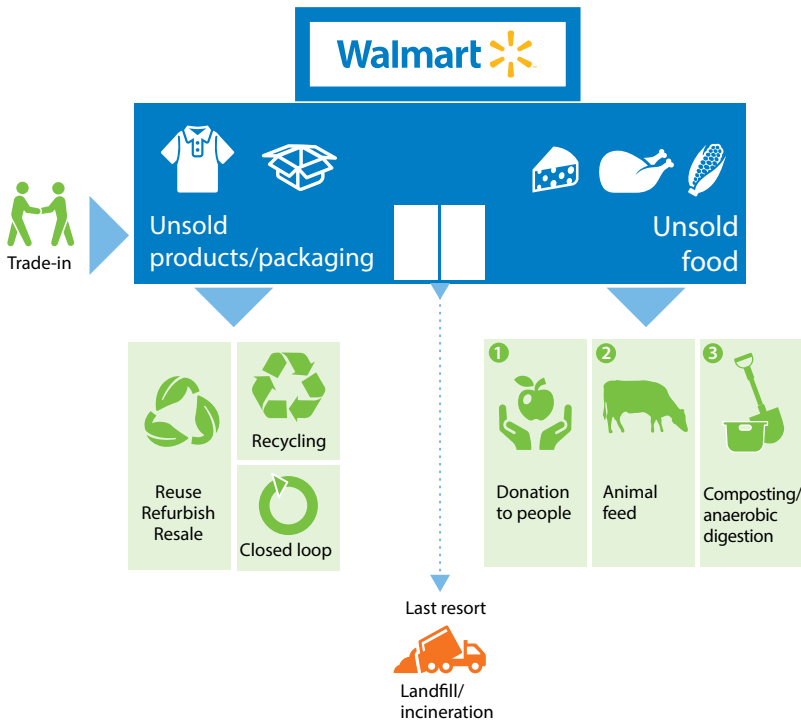 Walmart
Trade-in
Unsold
products/packaging
Unsold
food
Reuse
Refurbish
Resale
Recycling
Closed loop
1
Donation
to people
2
Animal
feed
3
Composting/
anaerobic
digestion
Last resort
Landfill/
incineration